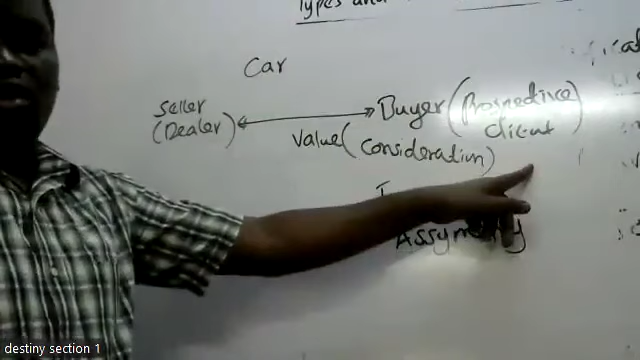 Types and
Car
Seller
(Dealer)
Buyer (Prospective
Client)
Value (Consideration)
Assymetry
destiny section 1